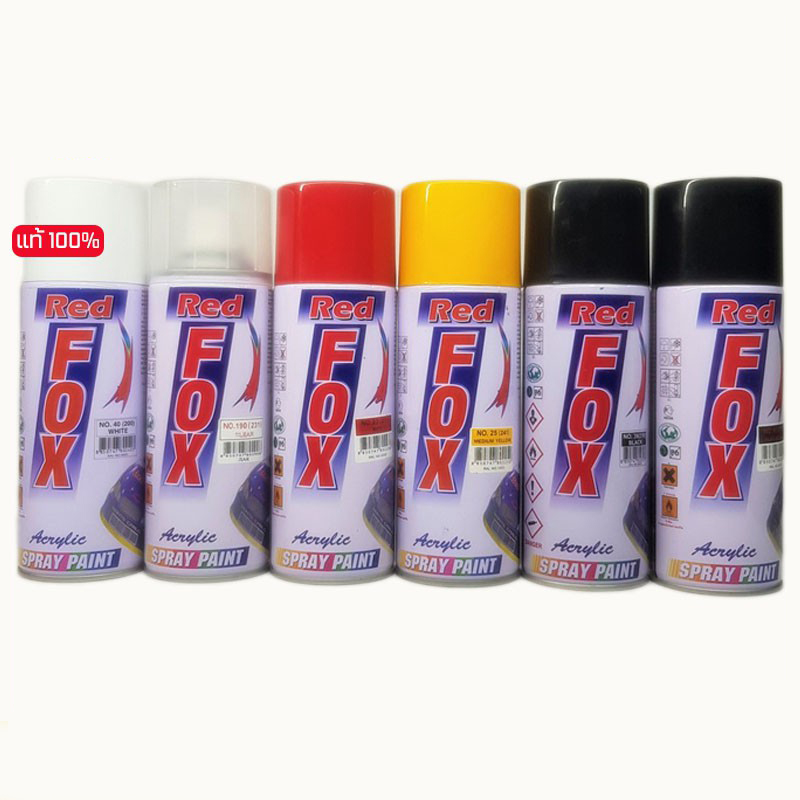 แท้ 100%
Red
FOX
NO. 40 (200)
WHITE
Acrylic
SPRAY PAINT
Red
FOX
NO. 190 (231)
Acrylic
SPRAY PAINT
Red
FOX
Acrylic
SPRAY PAINT
Red
FOX
NO. 25 (241)
MEDIUM YELLOW
Acrylic
SPRAY PAINT
Red
FOX
BLACK
DANGER
Acrylic
SPRAY PAINT
Red
FOX
Acrylic
SPRAY PAINT